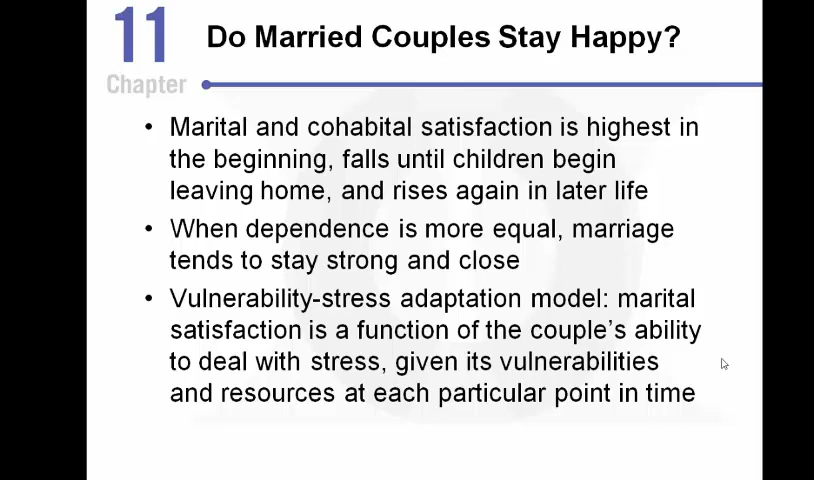 11
Chapter
Do Married Couples Stay Happy?
• Marital and cohabital satisfaction is highest in
the beginning, falls until children begin
leaving home, and rises again in later life
• When dependence is more equal, marriage
tends to stay strong and close
• Vulnerability-stress adaptation model: marital
satisfaction is a function of the couple's ability
to deal with stress, given its vulnerabilities
and resources at each particular point in time